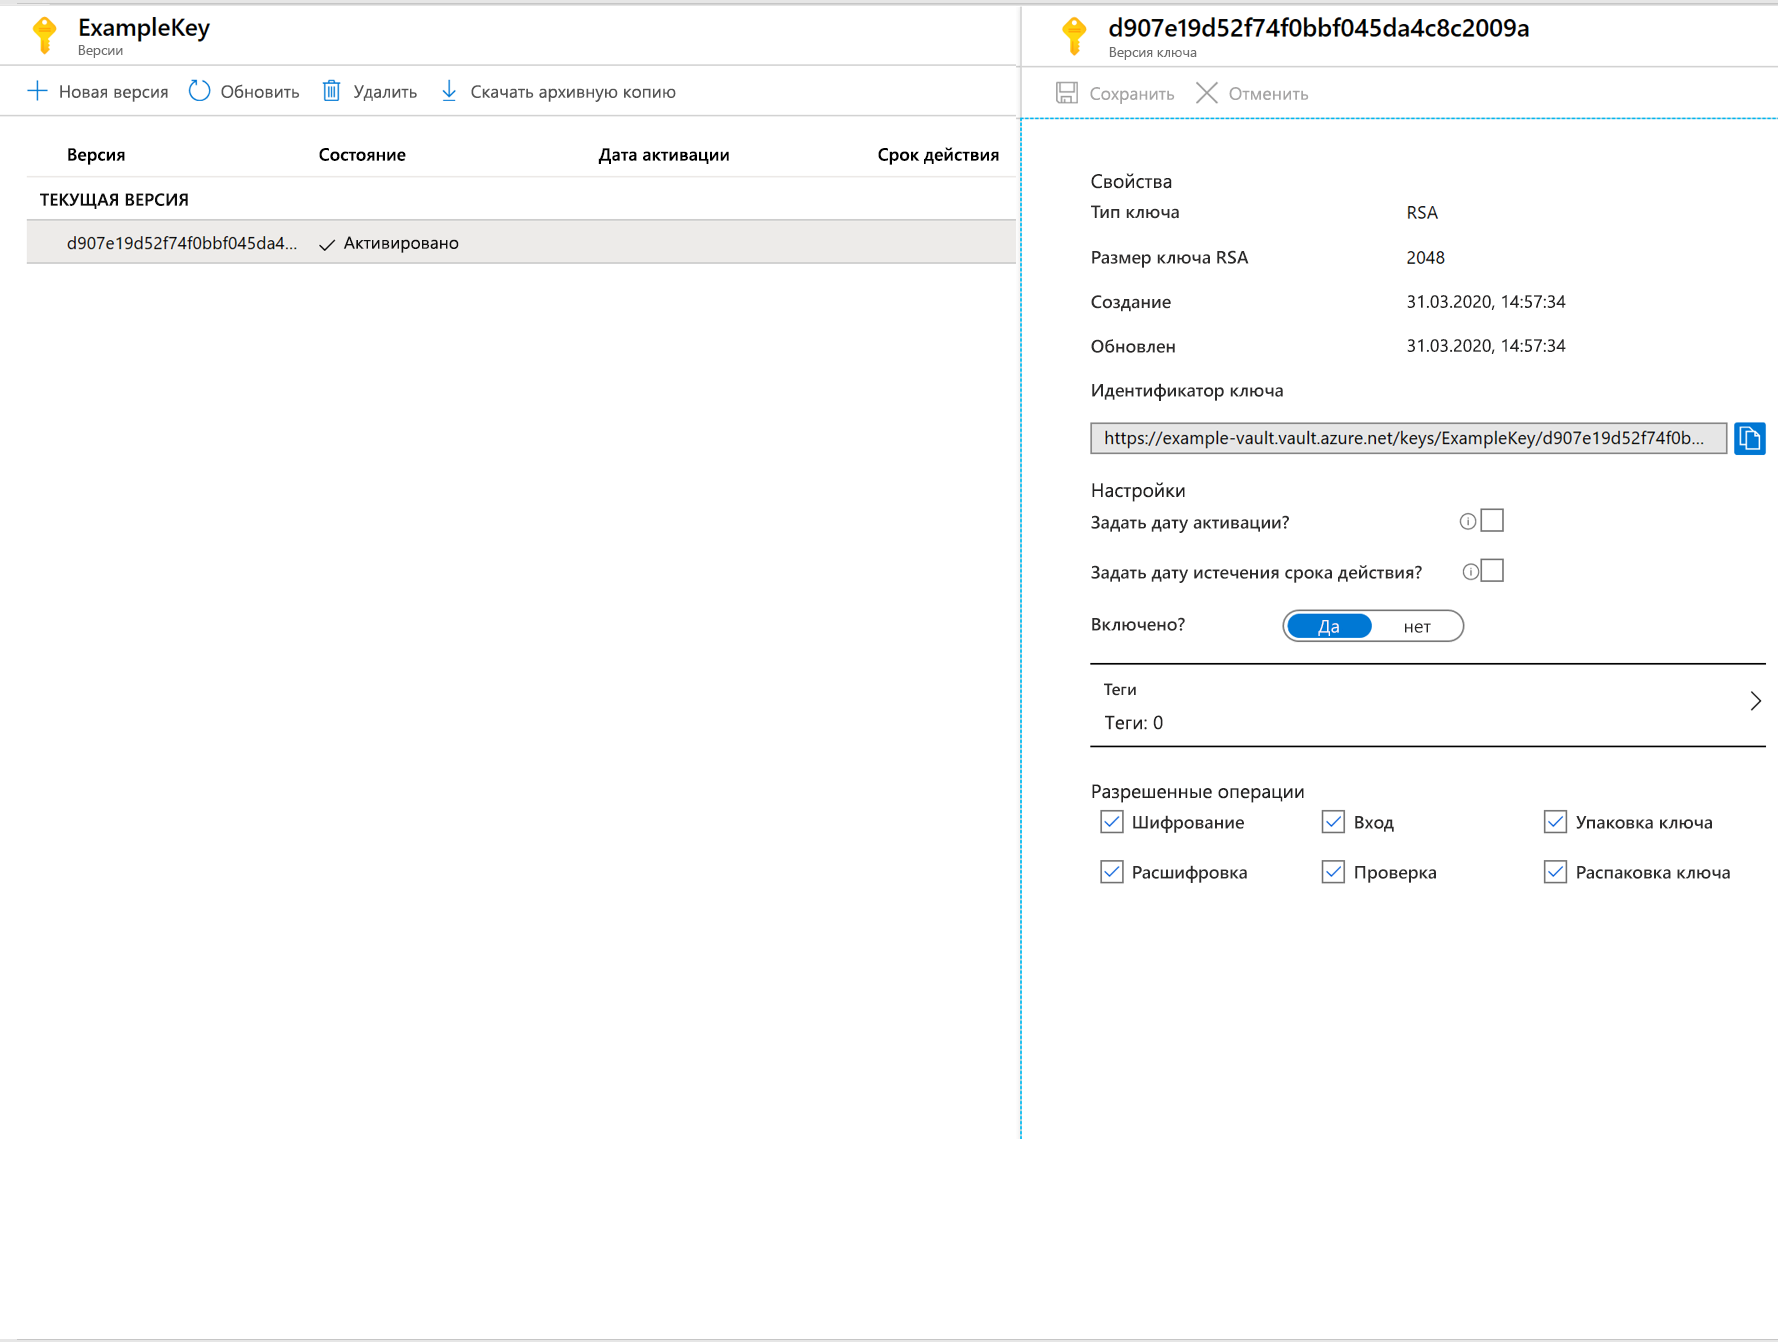 ExampleKey
Версии
Новая версия
Обновить
Удалить
Скачать архивную копию
Версия
Состояние
Дата активации
Срок действия
ТЕКУЩАЯ ВЕРСИЯ
d907e19d52f74f0bbf045da4...
Активировано
d907e19d52f74f0bbf045da4c8c2009a
Версия ключа
Сохранить
Отменить
Свойства
Тип ключа
RSA
Размер ключа RSA
2048
Создание
31.03.2020, 14:57:34
Обновлен
31.03.2020, 14:57:34
Идентификатор ключа
https://example-vault.vault.azure.net/keys/ExampleKey/d907e19d52f74f0b...
Настройки
Задать дату активации?
Задать дату истечения срока действия?
Включено?
Да
нет
Теги
Теги: 0
Разрешенные операции
Шифрование
Вход
Упаковка ключа
Расшифровка
Проверка
Распаковка ключа